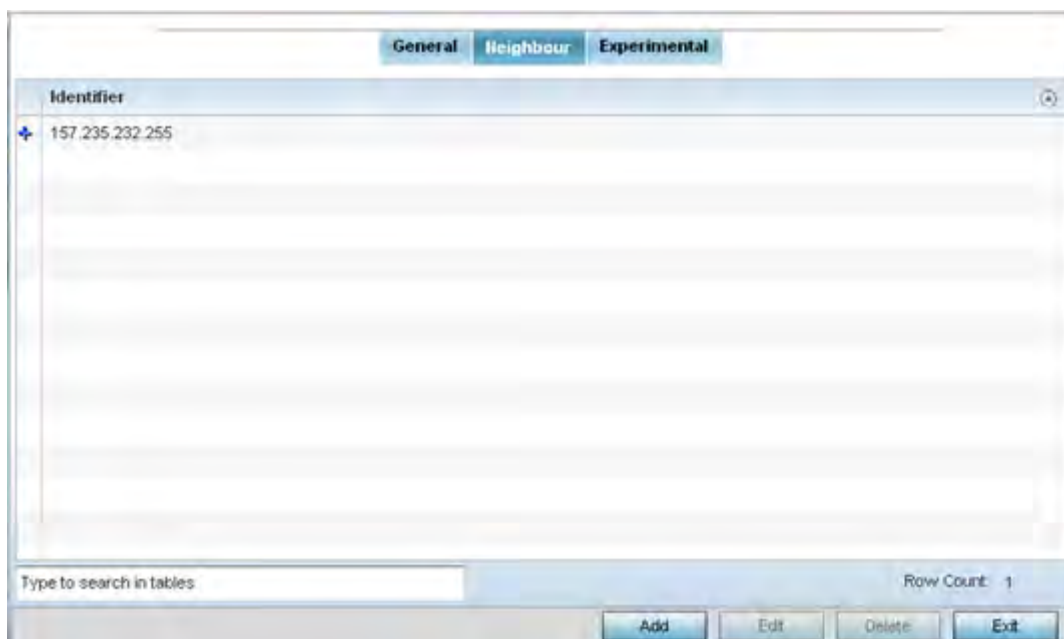 General Neighbour Experimental
Identifier
157.235.232.255
Type to search in tables
Row Count: 1
Add Edit Delete Exit